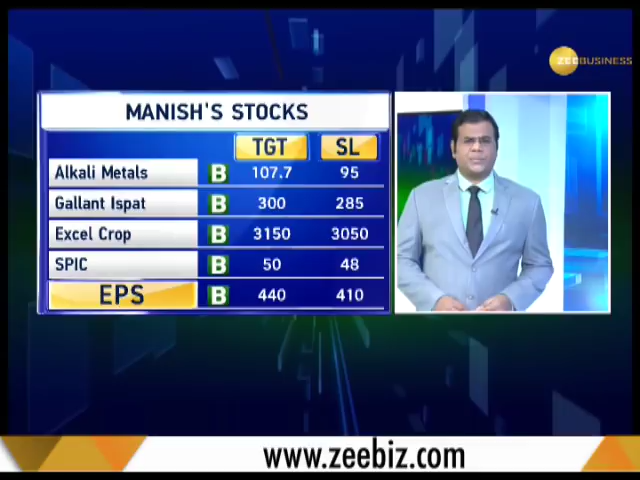 ZEEBUSINESS
MANISH'S STOCKS
TGT SL
Alkali Metals B 107.7 95
Gallant Ispat B 300 285
Excel Crop B 3150 3050
SPIC B 50 48
EPS B 440 410
www.zeebiz.com